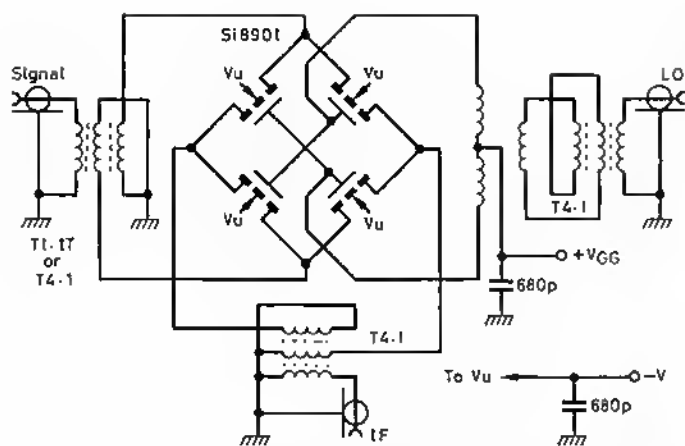 Si8901
Signal
LO
Vu
Vu
Vu
Vu
T1-T7
or
T4-1
T4-1
+VGG
680p
T4-1
To Vu
-V
680p
IF